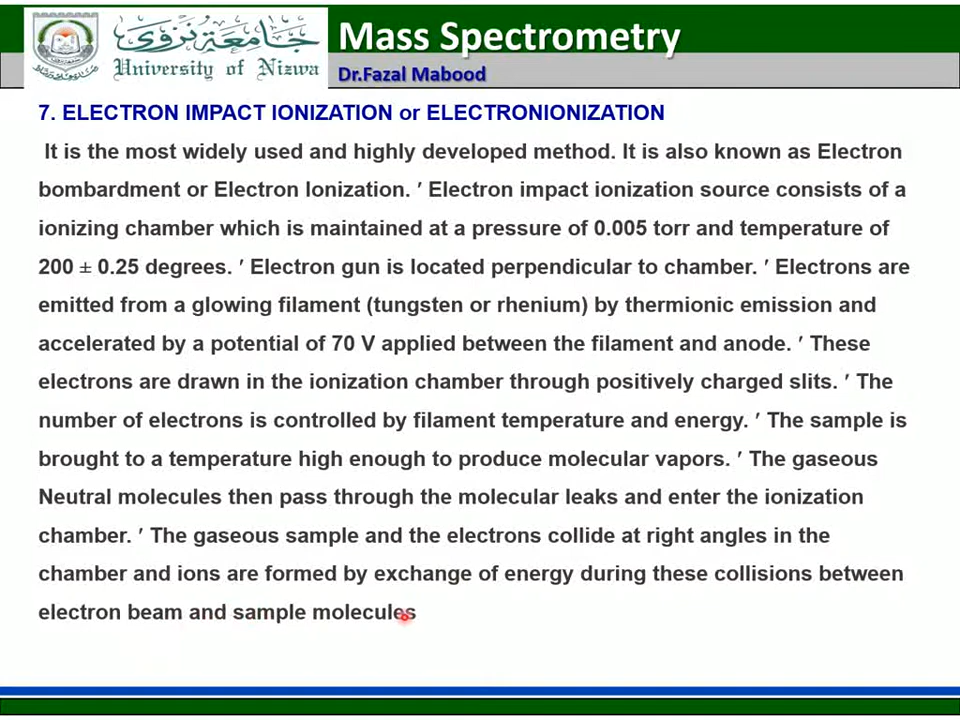 جامعة نزوى
University of Nizwa
Mass Spectrometry
Dr.Fazal Mabood
7. ELECTRON IMPACT IONIZATION or ELECTRONIONIZATION
It is the most widely used and highly developed method. It is also known as Electron
bombardment or Electron Ionization. ′ Electron impact ionization source consists of a
ionizing chamber which is maintained at a pressure of 0.005 torr and temperature of
200 ± 0.25 degrees. ′ Electron gun is located perpendicular to chamber. ′ Electrons are
emitted from a glowing filament (tungsten or rhenium) by thermionic emission and
accelerated by a potential of 70 V applied between the filament and anode. ′ These
electrons are drawn in the ionization chamber through positively charged slits. ′ The
number of electrons is controlled by filament temperature and energy. ′ The sample is
brought to a temperature high enough to produce molecular vapors. ′ The gaseous
Neutral molecules then pass through the molecular leaks and enter the ionization
chamber. ′ The gaseous sample and the electrons collide at right angles in the
chamber and ions are formed by exchange of energy during these collisions between
electron beam and sample molecules